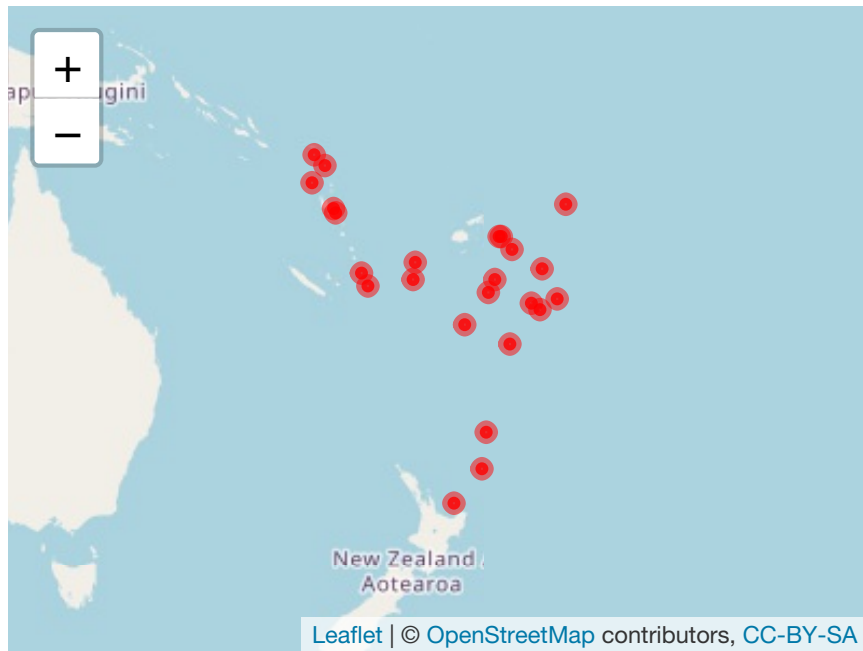 +
−
New Zealand
Aotearoa
Leaflet | © OpenStreetMap contributors, CC-BY-SA